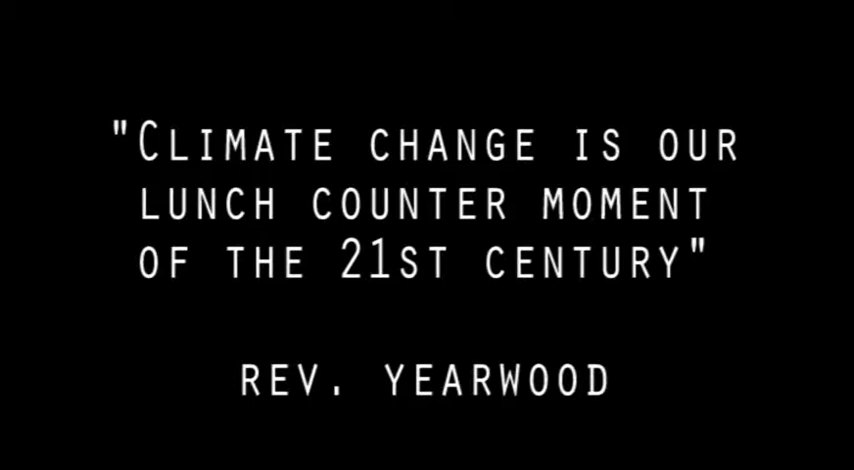 "CLIMATE CHANGE IS OUR
LUNCH COUNTER MOMENT
OF THE 21ST CENTURY"
REV. YEARWOOD